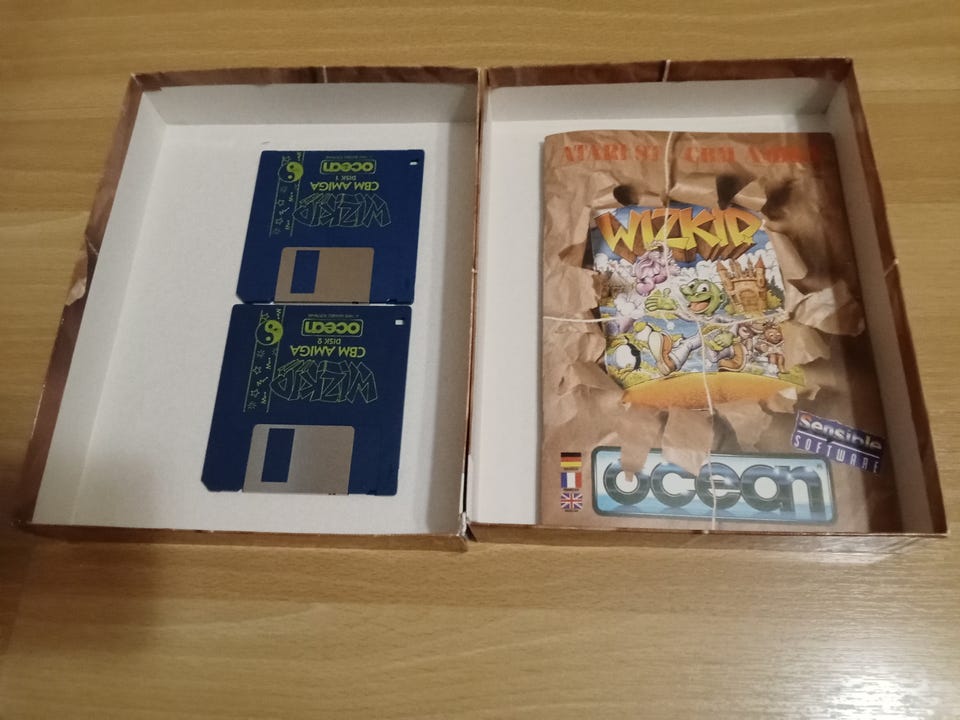 ocean
DISK 1
CBM AMIGA
WIZKID
ocean
DISK 2
CBM AMIGA
WIZKID
ATARI ST CBM AMIGA
WIZKID
Sensible
SOFTWARE
ocean